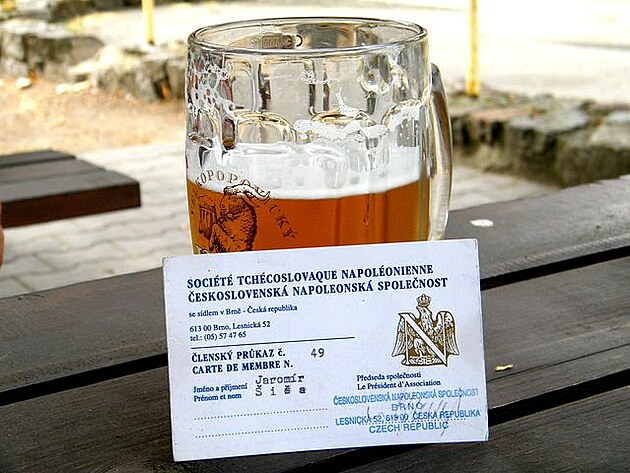 KOPOPOVICKÝ
SOCIÉTÉ TCHÉCOSLOVAQUE NAPOLÉONIENNE
ČESKOSLOVENSKÁ NAPOLEONSKÁ SPOLEČNOST
se sídlem v Brně - Česká republika
613 00 Brno, Lesnická 52
tel.: (05) 57 47 65
ČLENSKÝ PRŮKAZ č. 49
CARTE DE MEMBRE N.
Jméno a příjmení Jaromír
Prénom et nom Šiča
N
Předseda společnosti
Le Président d'Association
ČESKOSLOVENSKÁ NAPOLEONSKÁ SPOLEČNOST
BRNO
LESNICKÁ 52, 613 00 ČESKÁ REPUBLIKA
CZECH REPUBLIC